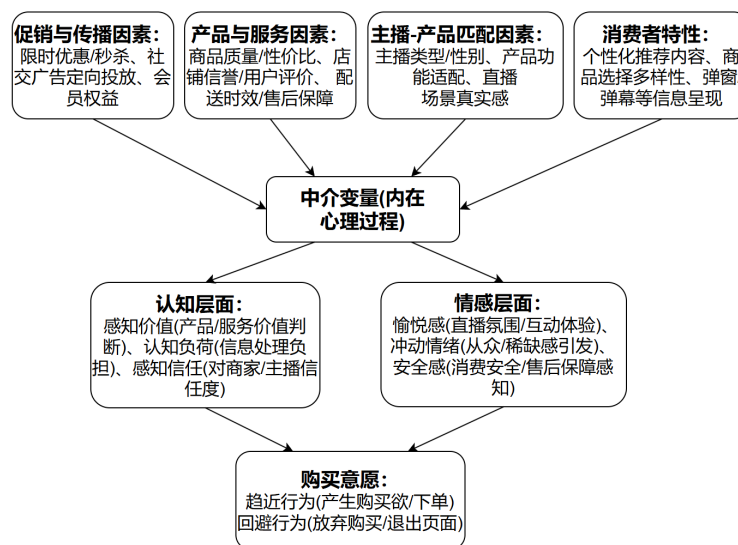 促销与传播因素：
限时优惠/秒杀、社
交广告定向投放、会
员权益
产品与服务因素：
商品质量/性价比、店
铺信誉/用户评价、 配
送时效/售后保障
主播-产品匹配因素：
主播类型/性别、产品功
能适配、直播
场景真实感
消费者特性：
个性化推荐内容、商
品选择多样性、弹窗
弹幕等信息呈现
中介变量(内在
心理过程)
认知层面：
感知价值(产品/服务价值判
断)、认知负荷(信息处理负
担)、感知信任(对商家/主播信
任度)
情感层面：
愉悦感(直播氛围/互动体验)、
冲动情绪(从众/稀缺感引发)、
安全感(消费安全/售后保障感
知)
购买意愿：
趋近行为(产生购买欲/下单)
回避行为(放弃购买/退出页面)